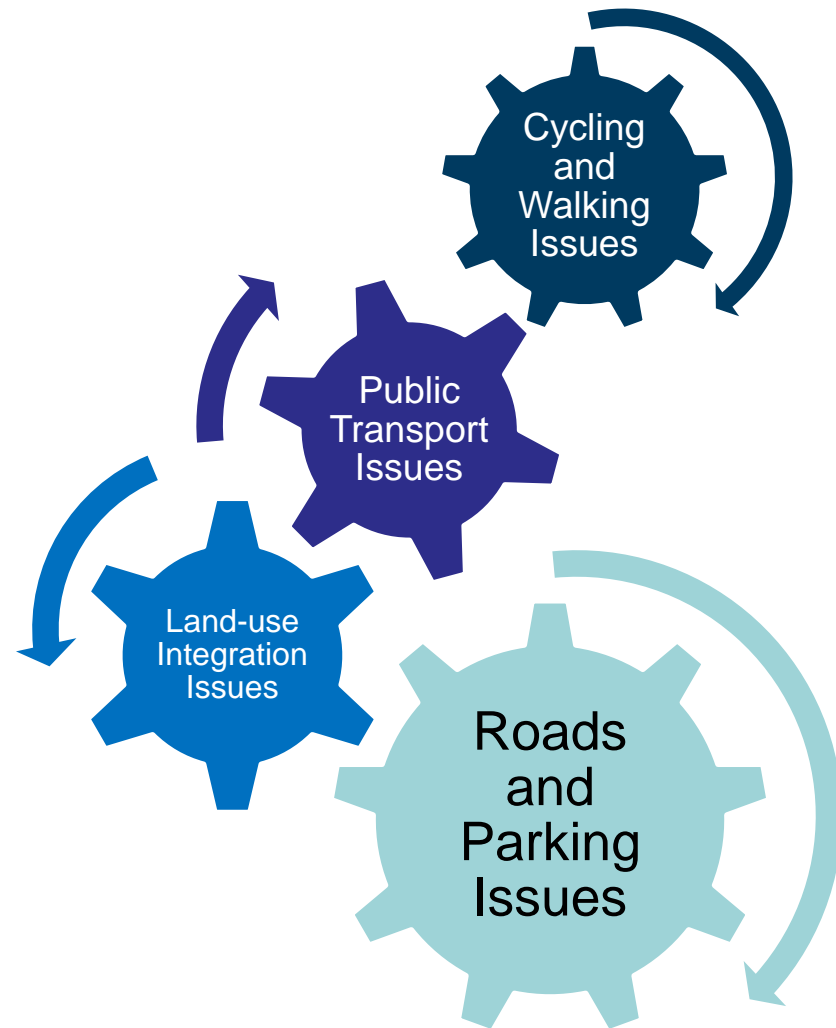 Cycling
and
Walking
Issues
Public
Transport
Issues
Land-use
Integration
Issues
Roads
and
Parking
Issues